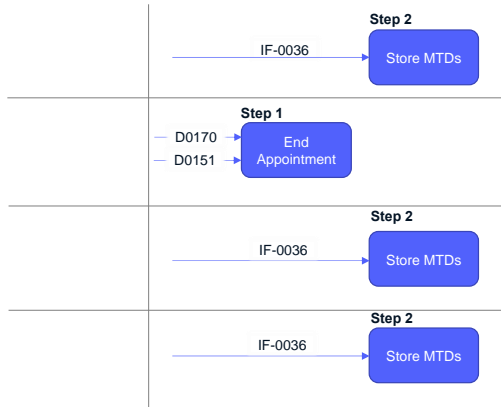 Step 2
IF-0036
Store MTDs
Step 1
D0170
D0151
End
Appointment
Step 2
IF-0036
Store MTDs
Step 2
IF-0036
Store MTDs